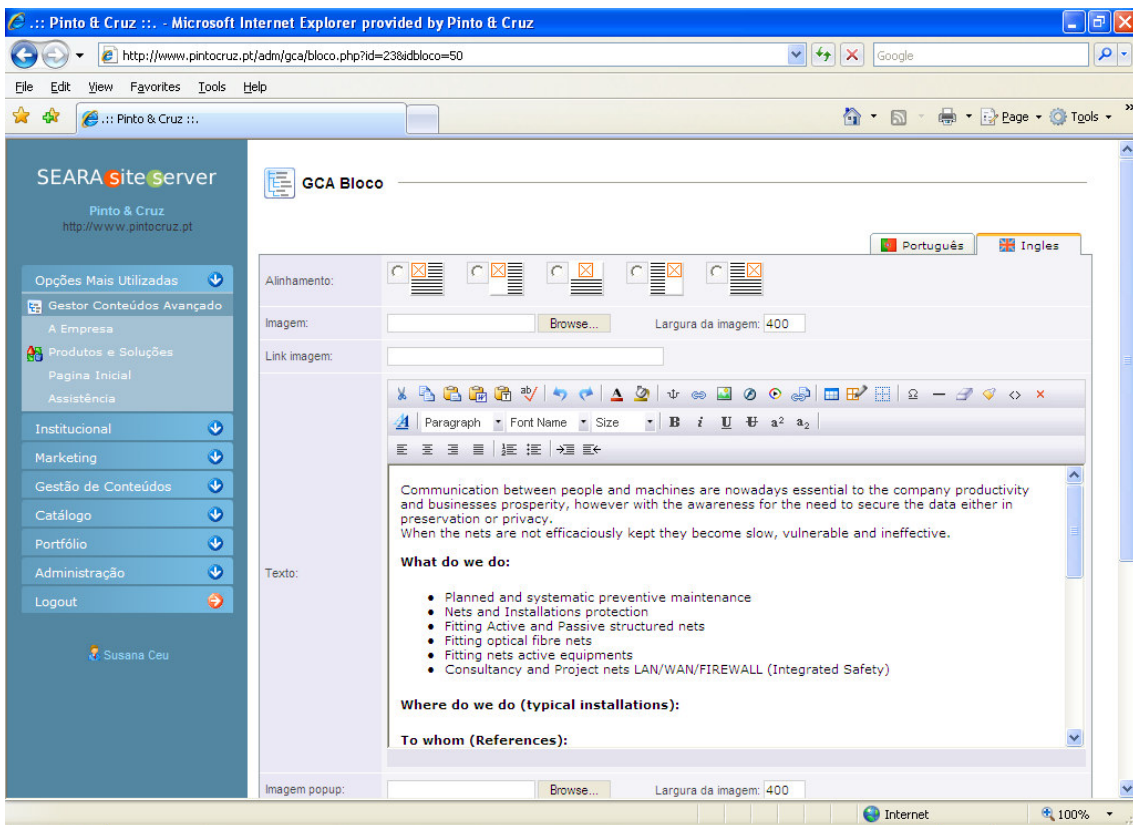 .:: Pinto & Cruz ::. - Microsoft Internet Explorer provided by Pinto & Cruz
http://www.pintocruz.pt/adm/gca/bloco.php?id=23&idbloco=50
Google
File Edit View Favorites Tools Help
.:: Pinto & Cruz ::.
Page Tools
SEARA site server
Pinto & Cruz
http://www.pintocruz.pt
Opções Mais Utilizadas
Gestor Conteúdos Avançado
A Empresa
Produtos e Soluções
Pagina Inicial
Assistência
Institucional
Marketing
Gestão de Conteúdos
Catálogo
Portfólio
Administração
Logout
Susana Ceu
GCA Bloco
Português Ingles
Alinhamento:
Imagem: Browse... Largura da imagem: 400
Link imagem:
Texto:
Paragraph Font Name Size B i U U a² a₂
Communication between people and machines are nowadays essential to the company productivity
and businesses prosperity, however with the awareness for the need to secure the data either in
preservation or privacy.
When the nets are not efficaciously kept they become slow, vulnerable and ineffective.
What do we do:
• Planned and systematic preventive maintenance
• Nets and Installations protection
• Fitting Active and Passive structured nets
• Fitting optical fibre nets
• Fitting nets active equipments
• Consultancy and Project nets LAN/WAN/FIREWALL (Integrated Safety)
Where do we do (typical installations):
To whom (References):
Imagem popup: Browse... Largura da imagem: 400
Internet 100%